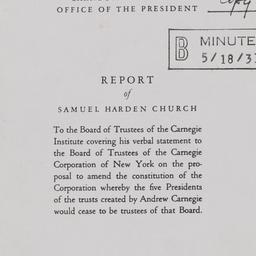 OFFICE OF THE PRESIDENT
Copy
B MINUTE
5/18/3
REPORT
of
SAMUEL HARDEN CHURCH
To the Board of Trustees of the Carnegie
Institute covering his verbal statement to
the Board of Trustees of the Carnegie
Corporation of New York on the pro-
posal to amend the constitution of the
Corporation whereby the five Presidents
of the trusts created by Andrew Carnegie
would cease to be trustees of that Board.